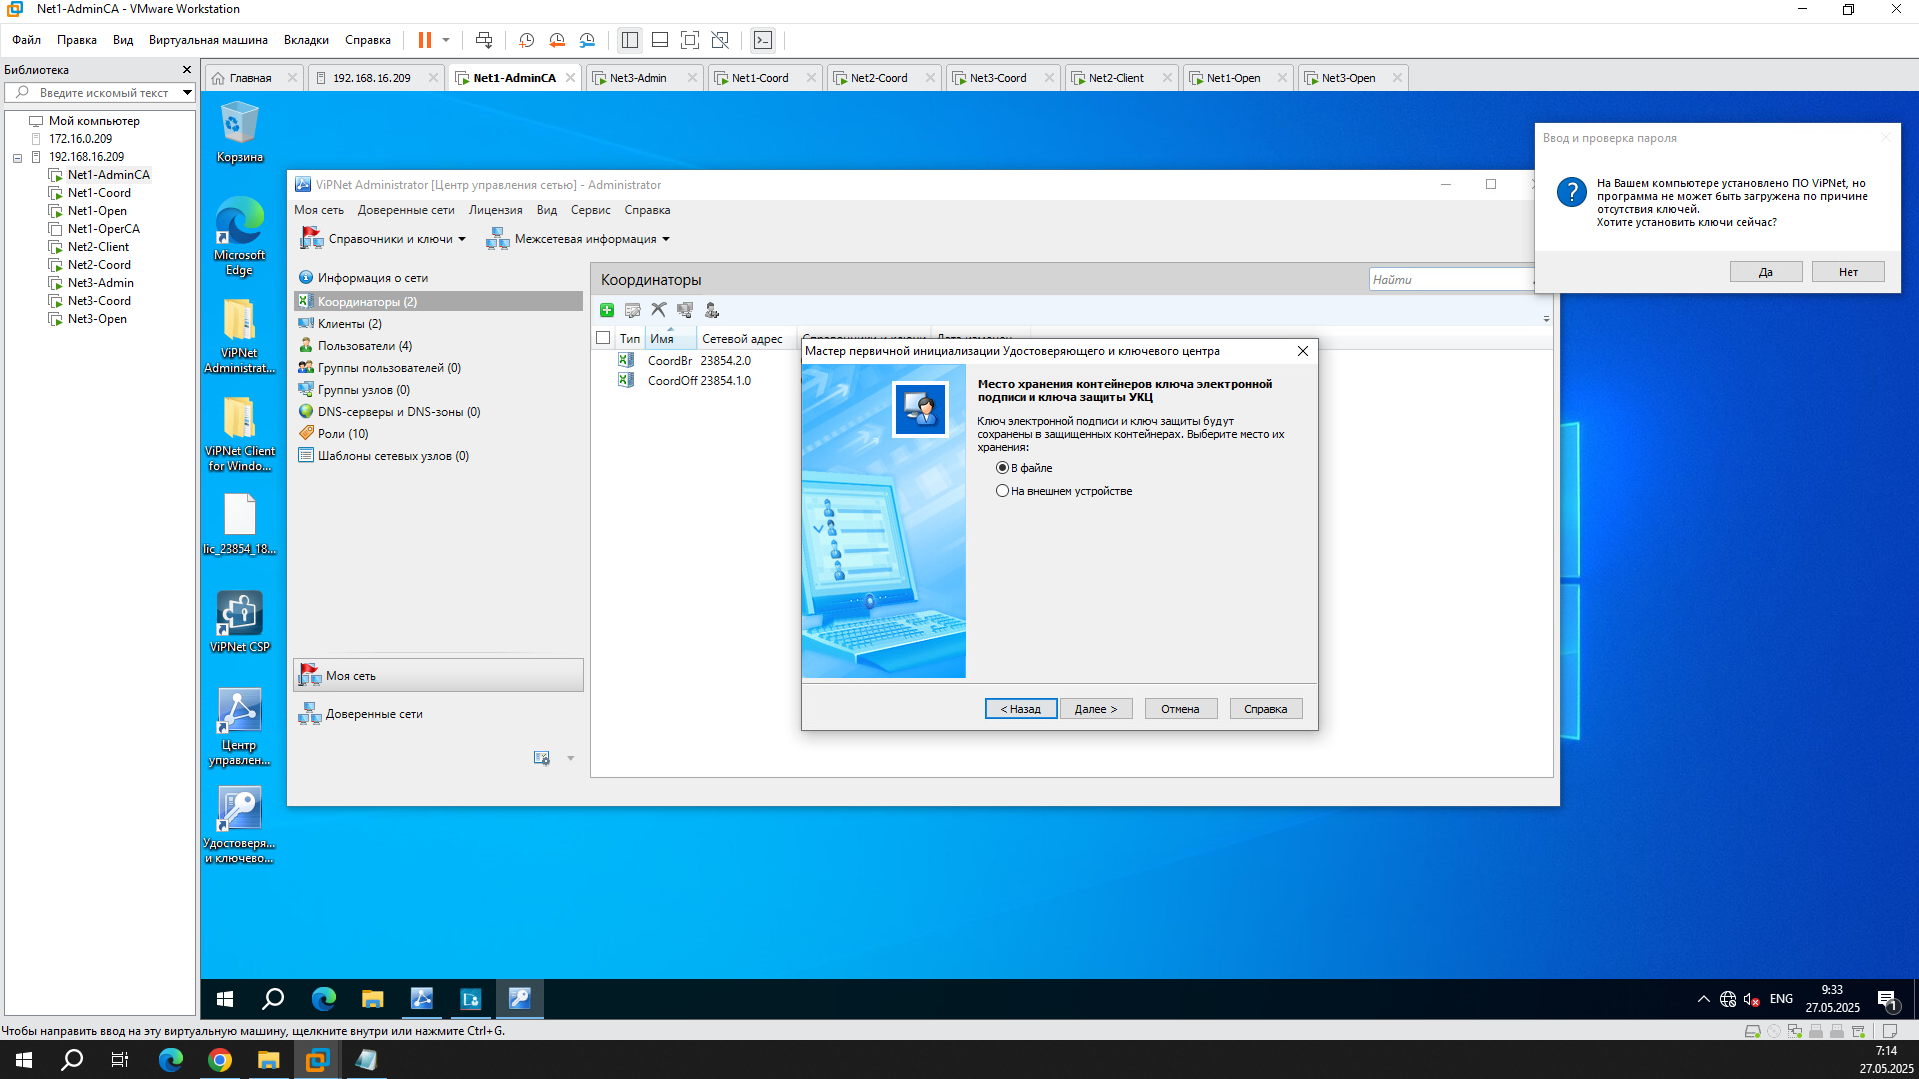 Net1-AdminCA - VMware Workstation
Файл Правка Вид Виртуальная машина Вкладки Справка
Библиотека
Введите искомый текст
Мой компьютер
172.16.0.209
192.168.16.209
Net1-AdminCA
Net1-Coord
Net1-Open
Net1-OperCA
Net2-Client
Net2-Coord
Net3-Admin
Net3-Coord
Net3-Open
Главная 192.168.16.209 Net1-AdminCA Net3-Admin Net1-Coord Net2-Coord Net3-Coord Net2-Client Net1-Open Net3-Open
Корзина
Microsoft
Edge
ViPNet
Administrat...
ViPNet Client
for Windo...
lic_23854_18...
ViPNet CSP
Центр
управлен...
Удостоверя...
и ключево...
ViPNet Administrator [Центр управления сетью] - Administrator
Моя сеть Доверенные сети Лицензия Вид Сервис Справка
Справочники и ключи Межсетевая информация
Информация о сети
Координаторы (2)
Клиенты (2)
Пользователи (4)
Группы пользователей (0)
Группы узлов (0)
DNS-серверы и DNS-зоны (0)
Роли (10)
Шаблоны сетевых узлов (0)
Моя сеть
Доверенные сети
Координаторы
Найти
Тип Имя Сетевой адрес Справочники и ключи Дата изменен
CoordBr 23854.2.0
CoordOff 23854.1.0
Мастер первичной инициализации Удостоверяющего и ключевого центра
Место хранения контейнеров ключа электронной
подписи и ключа защиты УКЦ
Ключ электронной подписи и ключ защиты будут
сохранены в защищенных контейнерах. Выберите место их
хранения:
В файле
На внешнем устройстве
< Назад Далее > Отмена Справка
Ввод и проверка пароля
На Вашем компьютере установлено ПО ViPNet, но
программа не может быть загружена по причине
отсутствия ключей.
Хотите установить ключи сейчас?
Да Нет
ENG
9:33
27.05.2025
1
Чтобы направить ввод на эту виртуальную машину, щелкните внутри или нажмите Ctrl+G.
7:14
27.05.2025